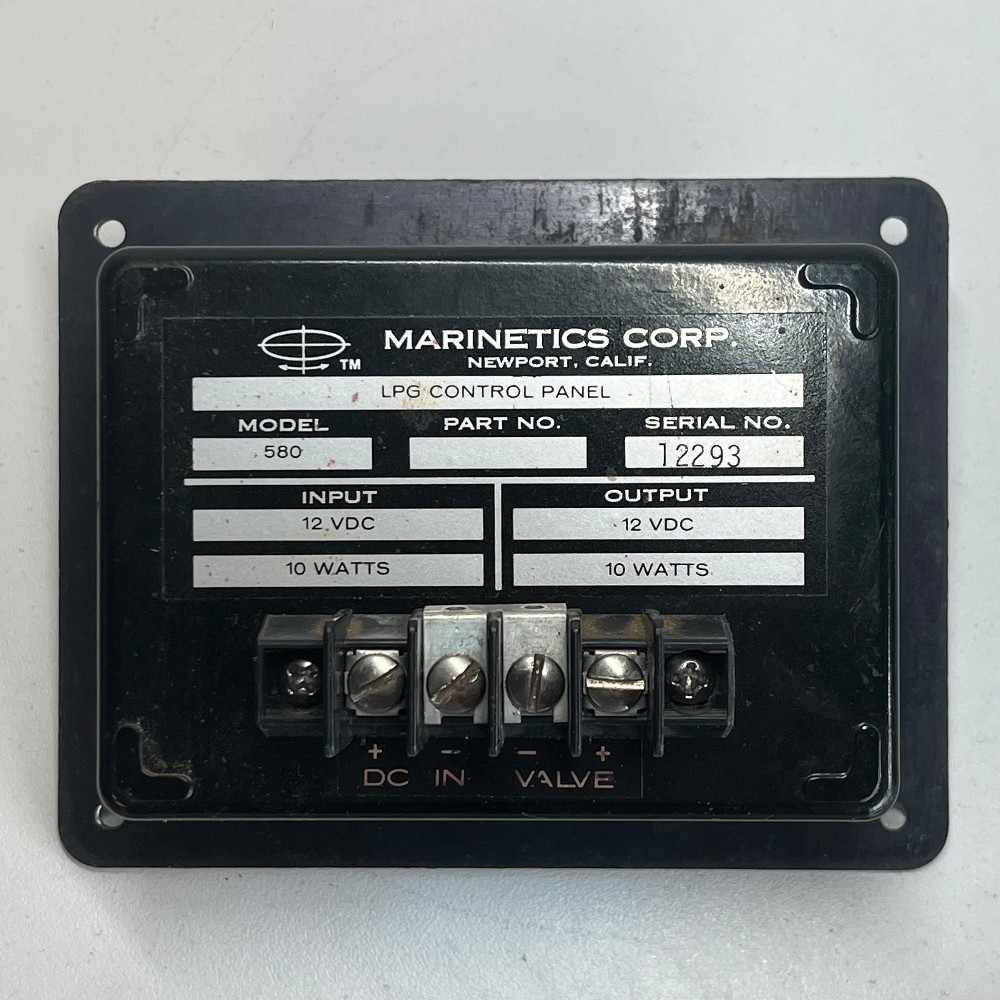 MARINETICS CORP.
TM
NEWPORT, CALIF.
LPG CONTROL PANEL
MODEL PART NO. SERIAL NO.
580 12293
INPUT OUTPUT
12 VDC 12 VDC
10 WATTS 10 WATTS
+ - - +
DC IN VALVE